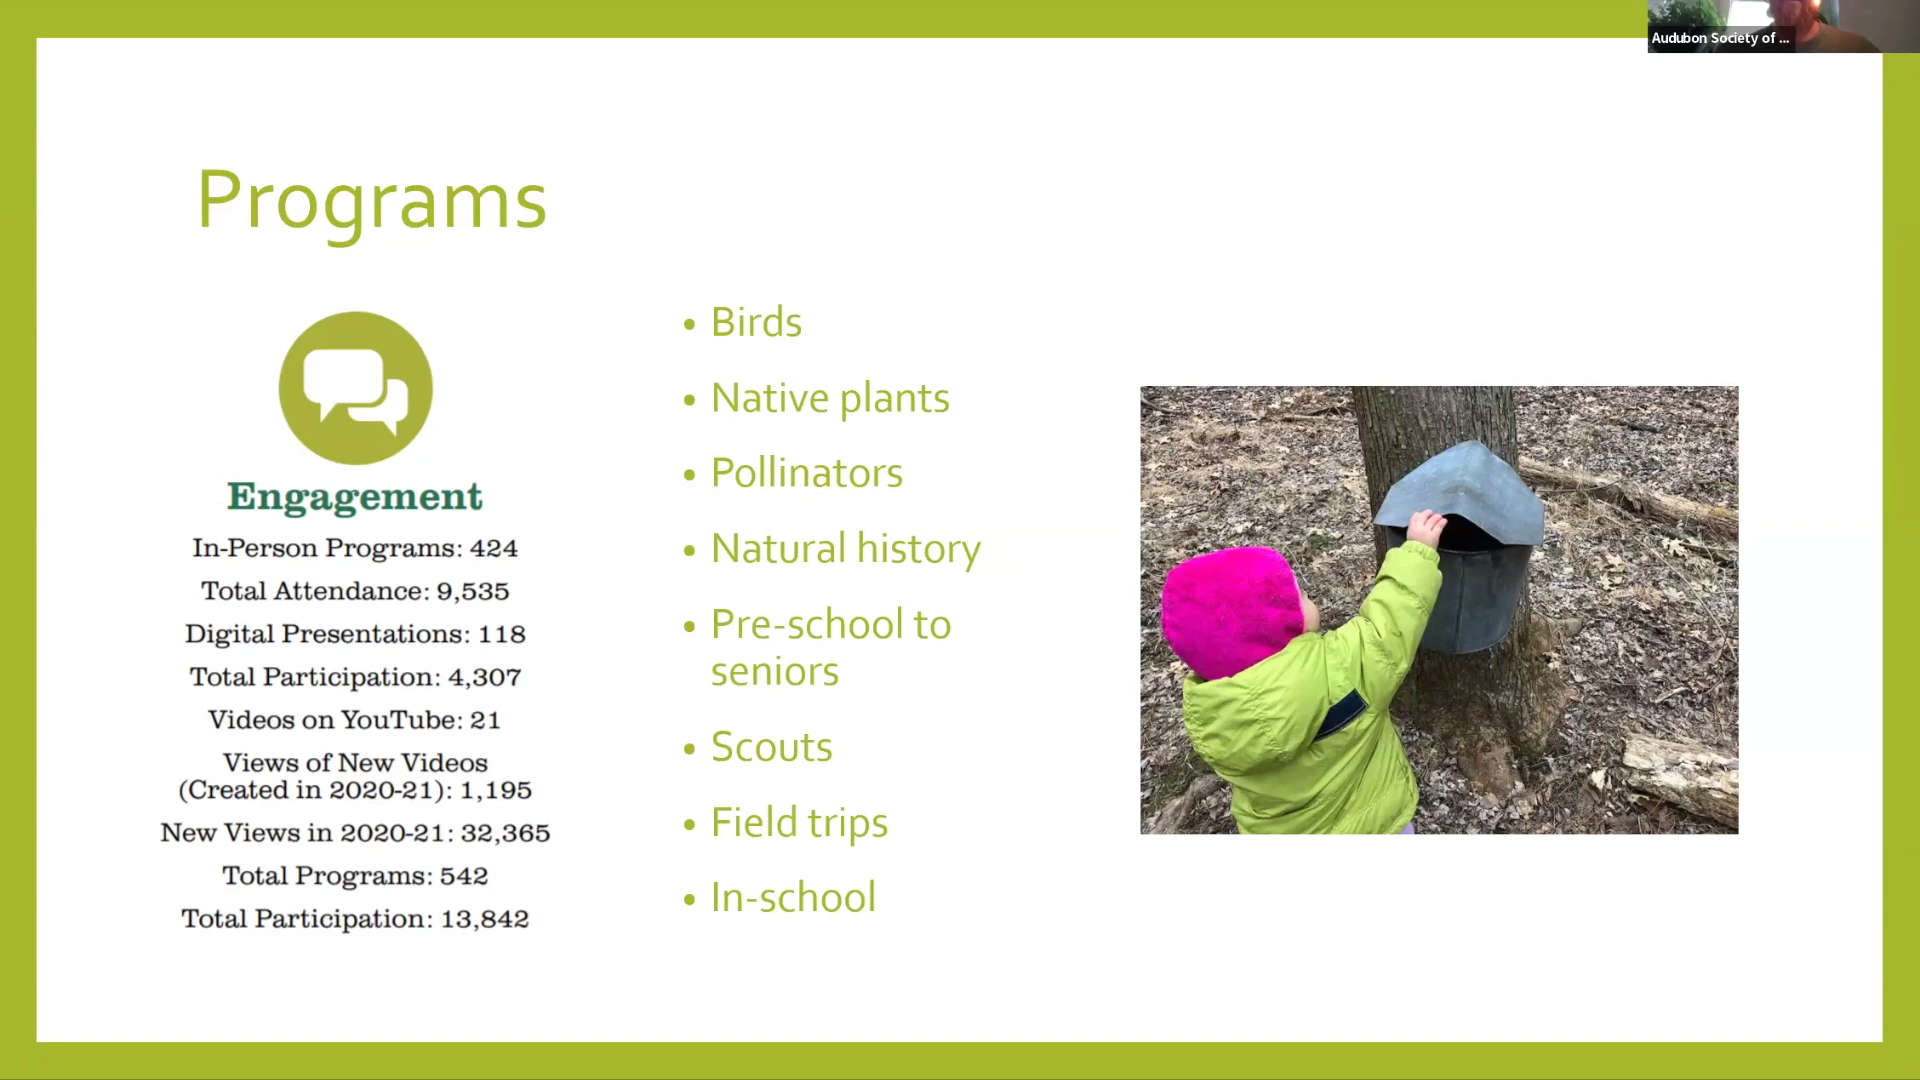 Audubon Society of ...
Programs
Engagement
In-Person Programs: 424
Total Attendance: 9,535
Digital Presentations: 118
Total Participation: 4,307
Videos on YouTube: 21
Views of New Videos
(Created in 2020-21): 1,195
New Views in 2020-21: 32,365
Total Programs: 542
Total Participation: 13,842
• Birds
• Native plants
• Pollinators
• Natural history
• Pre-school to
seniors
• Scouts
• Field trips
• In-school